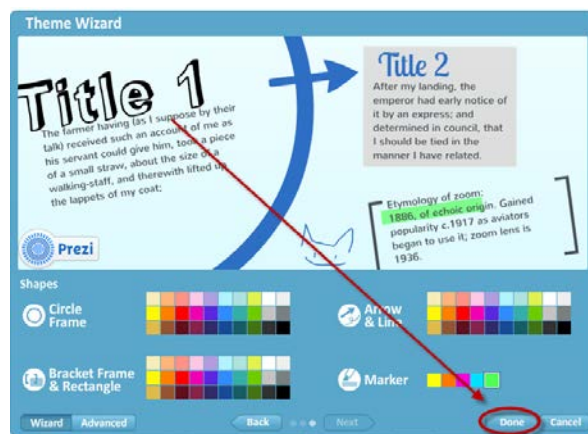 Theme Wizard
Title 1
The farmer having (as I suppose by their
talk) received such an account of me as
his servant could give him, took a piece
of a small straw, about the size of a
walking-staff, and therewith lifted up
the lappets of my coat;
Title 2
After my landing, the
emperor had early notice of
it by an express; and
determined in council, that
I should be tied in the
manner I have related.
Etymology of zoom:
1886, of echoic origin. Gained
popularity c.1917 as aviators
began to use it; zoom lens is
1936.
Prezi
Shapes
Circle
Frame
Arrow
& Line
Bracket Frame
& Rectangle
Marker
Wizard
Advanced
Back
Next
Done
Cancel